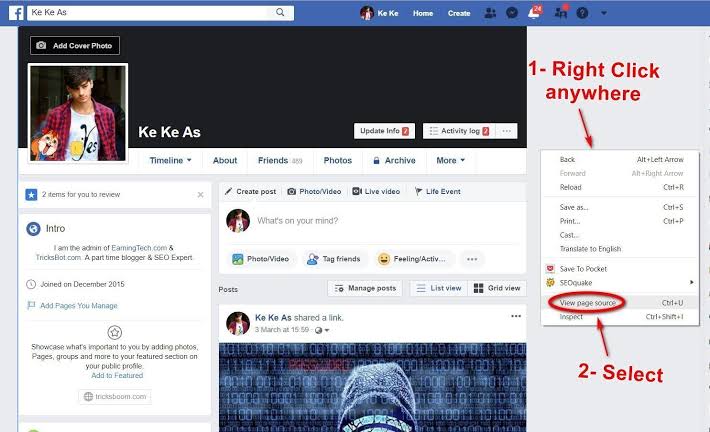 Ke Ke As
Ke Ke
Home
Create
24
Add Cover Photo
1- Right Click
anywhere
Ke Ke As
Update Info 2
Activity log 2
Timeline
About
Friends 489
Photos
Archive
More
Back Alt+Left Arrow
Forward Alt+Right Arrow
Reload Ctrl+R
Save as... Ctrl+S
Print... Ctrl+P
Cast...
Translate to English
Save To Pocket
SEOquake
View page source Ctrl+U
Inspect Ctrl+Shift+I
2- Select
2 items for you to review
Intro
I am the admin of EarningTech.com &
TricksBot.com. A part time blogger & SEO Expert.
Joined on December 2015
Add Pages You Manage
Showcase what's important to you by adding photos,
Pages, groups and more to your featured section on
your public profile.
Add to Featured
tricksboom.com
Create post
Photo/Video
Live video
Life Event
What's on your mind?
Photo/Video
Tag friends
Feeling/Activ...
Posts
Manage posts
List view
Grid view
Ke Ke As shared a link.
3 March at 15:59